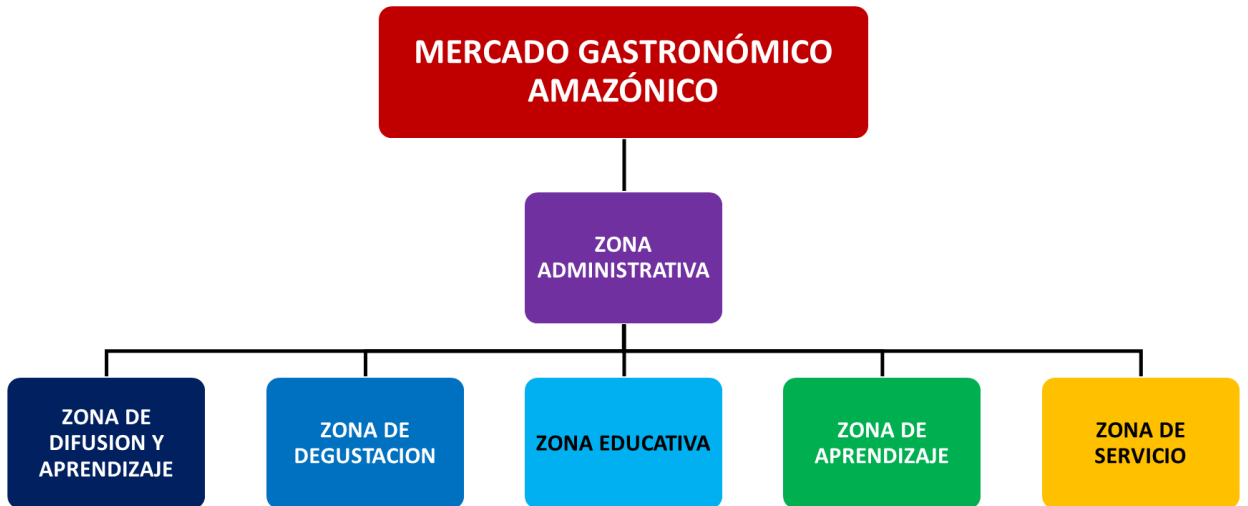 MERCADO GASTRONÓMICO
AMAZÓNICO
ZONA
ADMINISTRATIVA
ZONA DE
DIFUSION Y
APRENDIZAJE
ZONA DE
DEGUSTACION
ZONA EDUCATIVA
ZONA DE
APRENDIZAJE
ZONA DE
SERVICIO